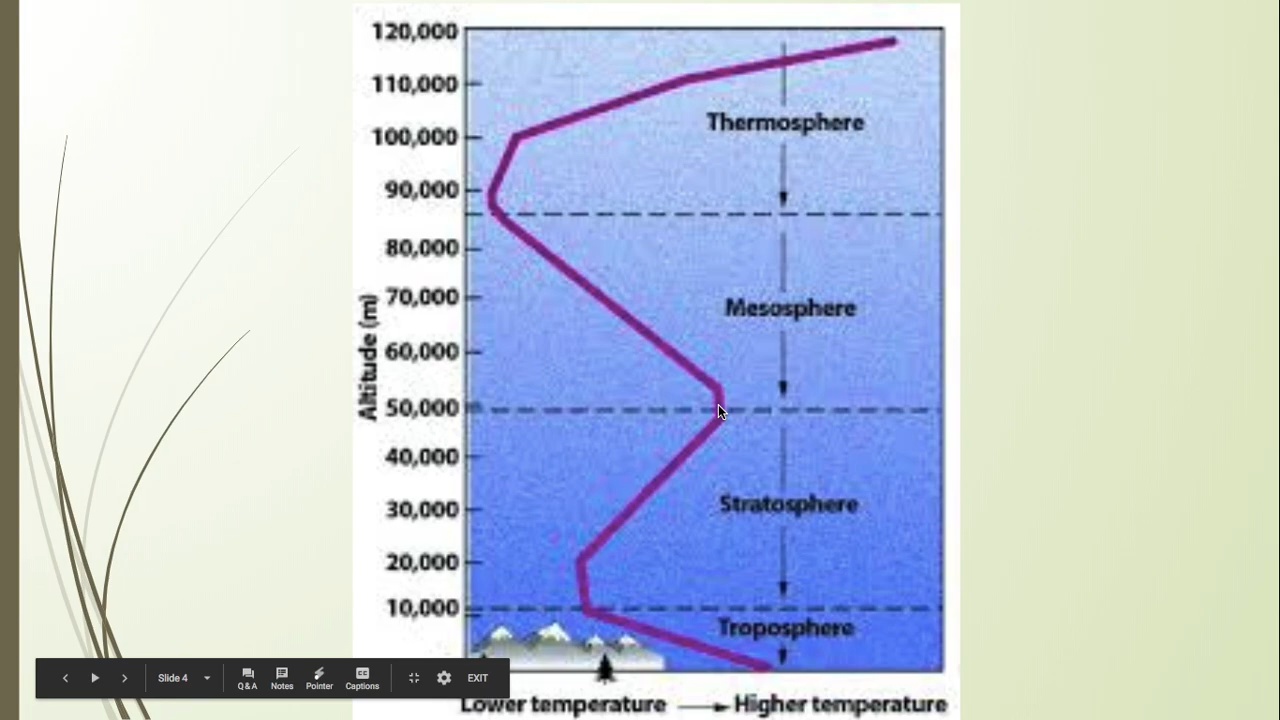 120,000
110,000
100,000
Thermosphere
90,000
80,000
70,000
Mesosphere
60,000
Altitude (m)
50,000
40,000
Stratosphere
30,000
20,000
10,000
Troposphere
Slide 4
Q & A
Notes
Pointer
CC
Captions
EXIT
Lower temperature
Higher temperature